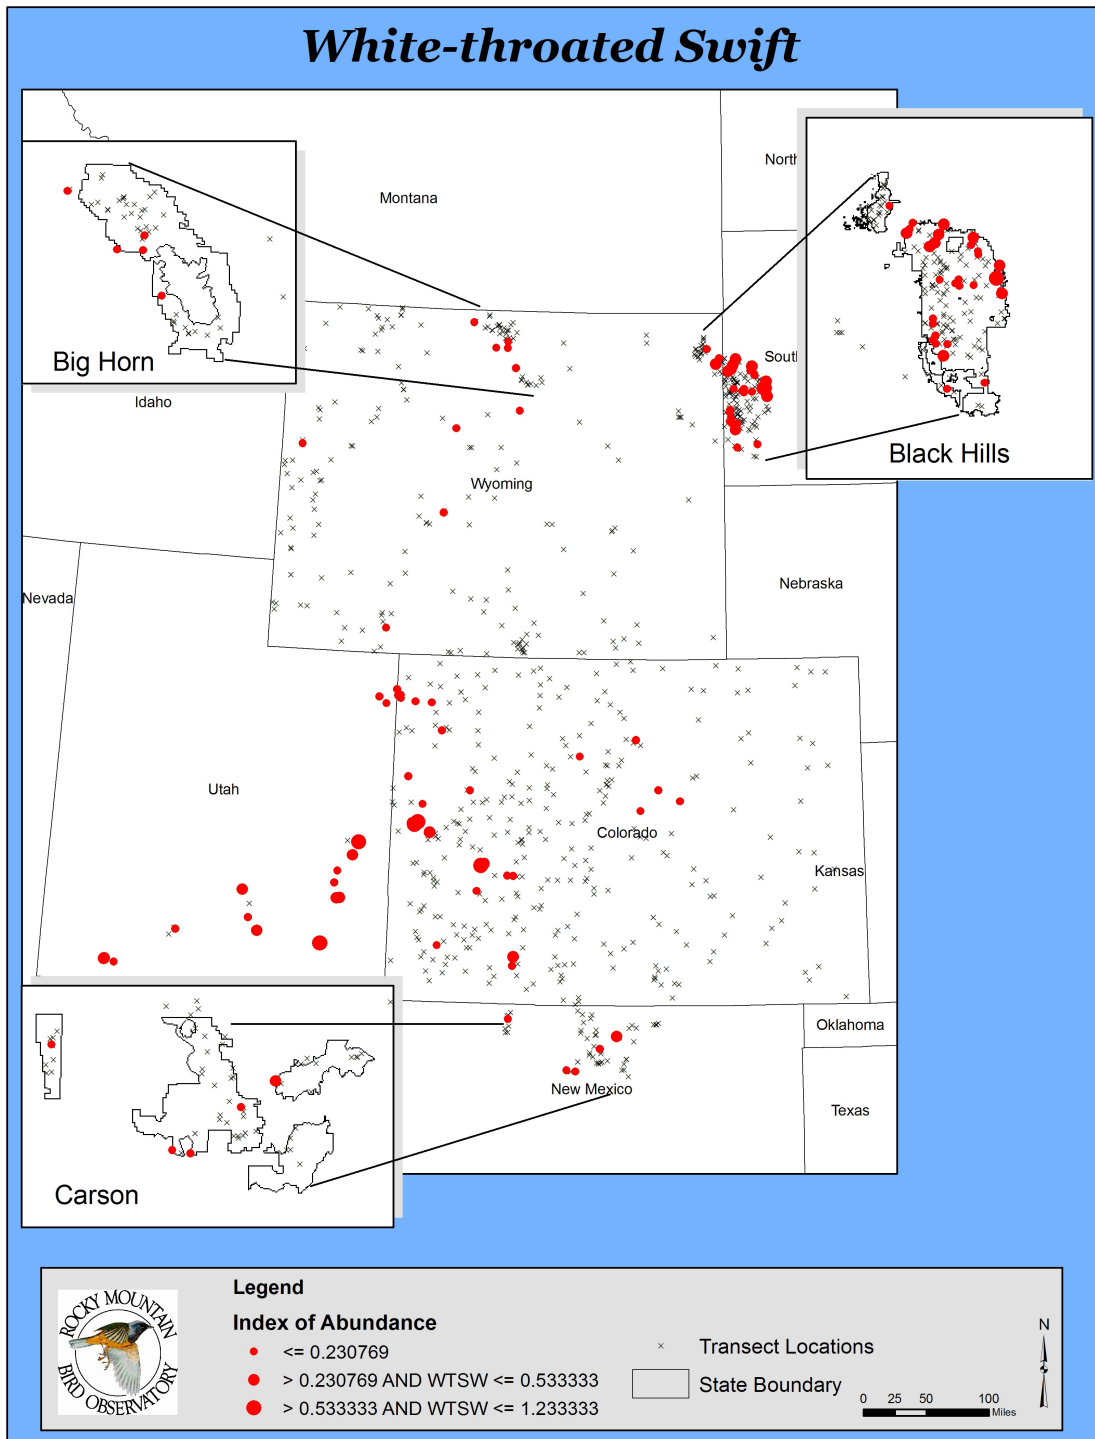 White-throated Swift
North
Montana
South
Big Horn
Idaho
Black Hills
Wyoming
Nebraska
Nevada
Utah
Colorado
Kansas
Oklahoma
New Mexico
Texas
Carson
Legend
Index of Abundance
<= 0.230769
> 0.230769 AND WTSW <= 0.533333
> 0.533333 AND WTSW <= 1.233333
Transect Locations
State Boundary
N
0 25 50 100
Miles
ROCKY MOUNTAIN
BIRD OBSERVATORY